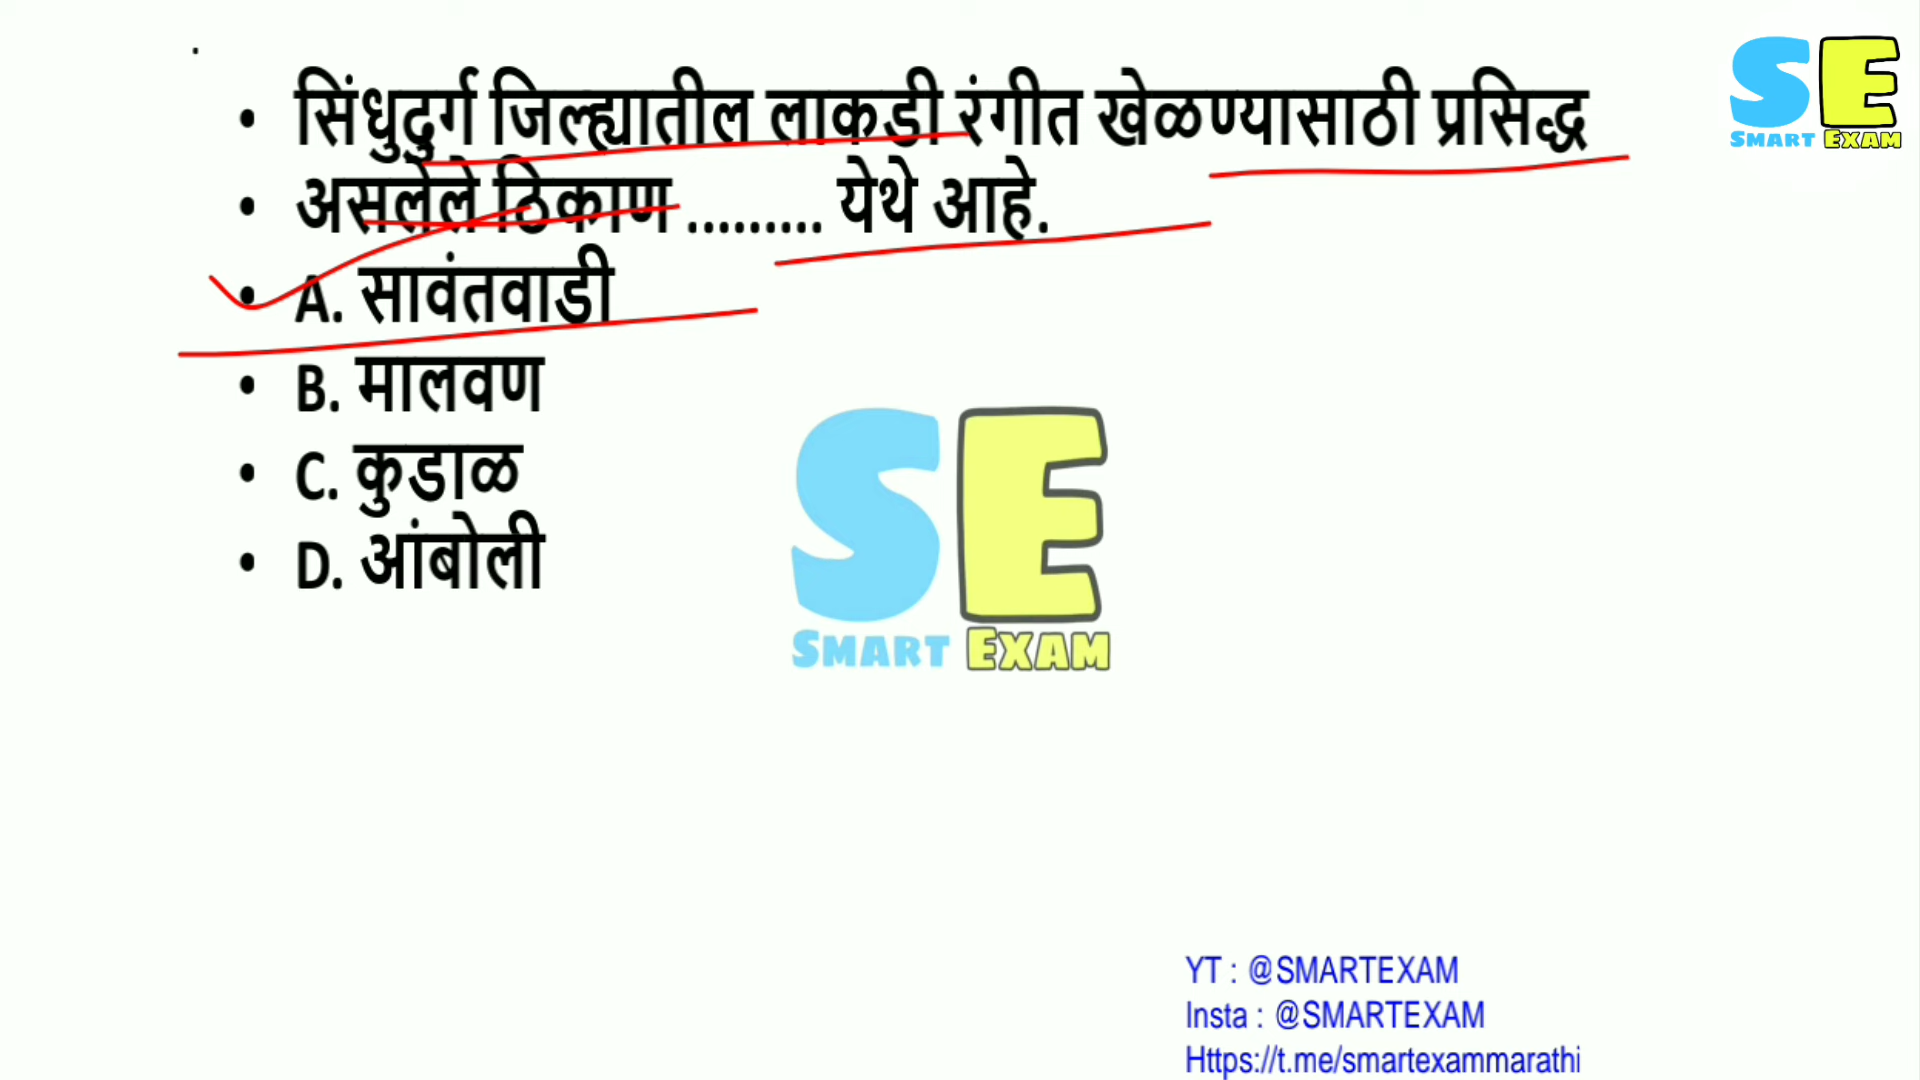 SE
SMART EXAM
• सिंधुदुर्ग जिल्ह्यातील लाकडी रंगीत खेळण्यासाठी प्रसिद्ध
• असलेले ठिकाण ......... येथे आहे.
• A. सावंतवाडी
• B. मालवण
• C. कुडाळ
• D. आंबोली
SE
SMART EXAM
YT : @SMARTEXAM
Insta : @SMARTEXAM
Https://t.me/smartexammarathi